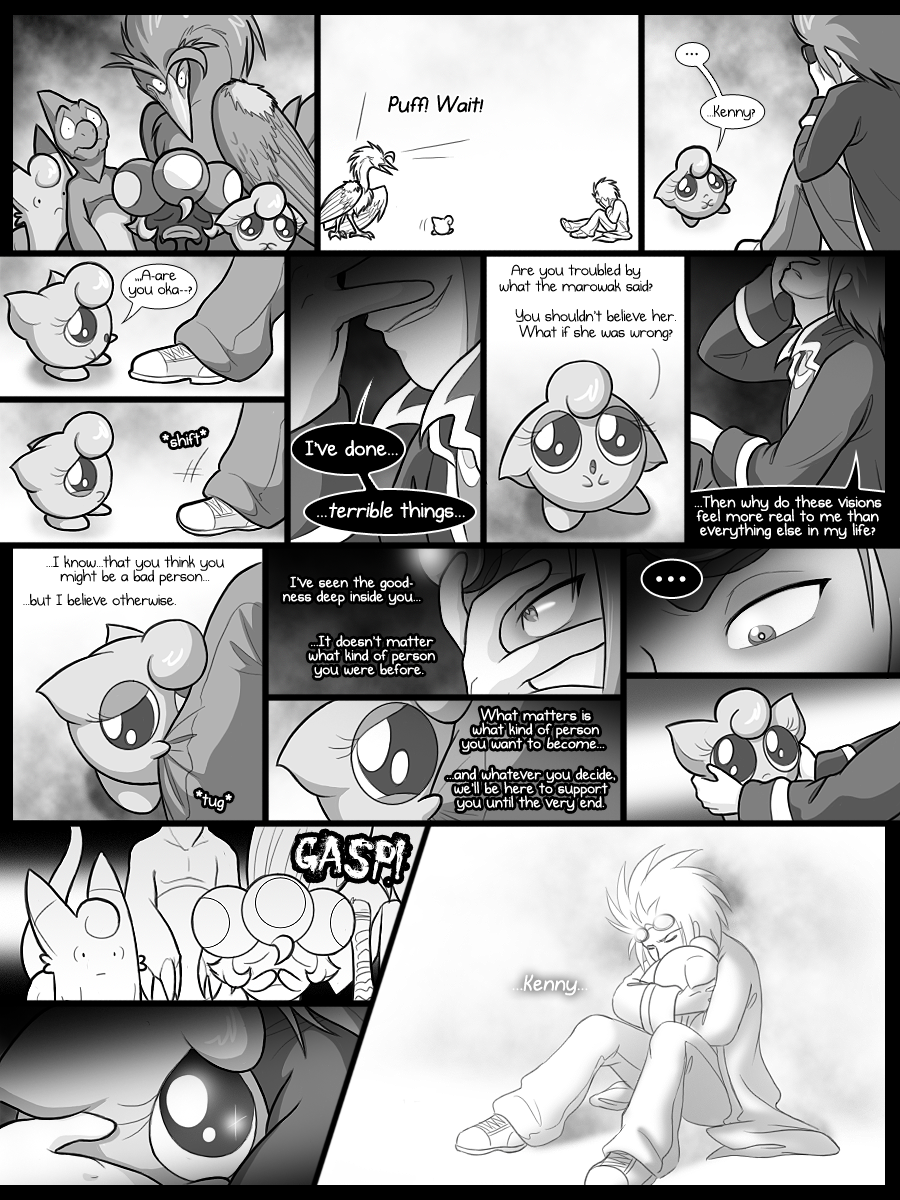 Puff! Wait!
...
...Kenny?
...A-are
you oka--?
*shift*
I've done...
...terrible things...
Are you troubled by
what the marowak said?
You shouldn't believe her.
What if she was wrong?
...Then why do these visions
feel more real to me than
everything else in my life?
...I know...that you think you
might be a bad person...
...but I believe otherwise.
*tug*
I've seen the good-
ness deep inside you...
...It doesn't matter
what kind of person
you were before.
...
What matters is
what kind of person
you want to become...
...and whatever you decide,
we'll be here to support
you until the very end.
GASP!
...Kenny...